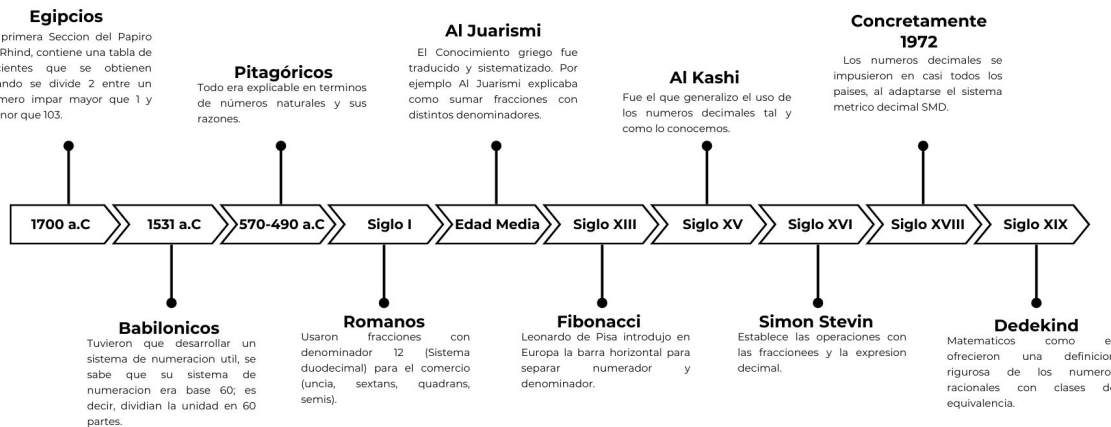 Egipcios
primera Seccion del Papiro
Rhind, contiene una tabla de
que se obtienen
se divide 2 entre un
impar mayor que 1 y
que 103.
Pitagóricos
Todo era explicable en terminos
de números naturales y sus
razones.
Al Juarismi
El Conocimiento griego fue
traducido y sistematizado. Por
ejemplo Al Juarismi explicaba
como sumar fracciones con
distintos denominadores.
Al Kashi
Fue el que generalizo el uso de
los numeros decimales tal y
como lo conocemos.
Concretamente
1972
Los numeros decimales se
impusieron en casi todos los
paises, al adaptarse el sistema
metrico decimal SMD.
1700 a.C
1531 a.C
570-490 a.C
Siglo I
Edad Media
Siglo XIII
Siglo XV
Siglo XVI
Siglo XVIII
Siglo XIX
Babilonicos
Tuvieron que desarrollar un
sistema de numeracion util, se
sabe que su sistema de
numeracion era base 60; es
decir, dividian la unidad en 60
partes.
Romanos
Usaron fracciones con
denominador 12 (Sistema
duodecimal) para el comercio
(uncia, sextans, quadrans,
semis).
Fibonacci
Leonardo de Pisa introdujo en
Europa la barra horizontal para
separar numerador y
denominador.
Simon Stevin
Establece las operaciones con
las fraccionees y la expresion
decimal.
Dedekind
Matematicos como
ofrecieron una definicion
rigurosa de los
racionales con clases
equivalencia.